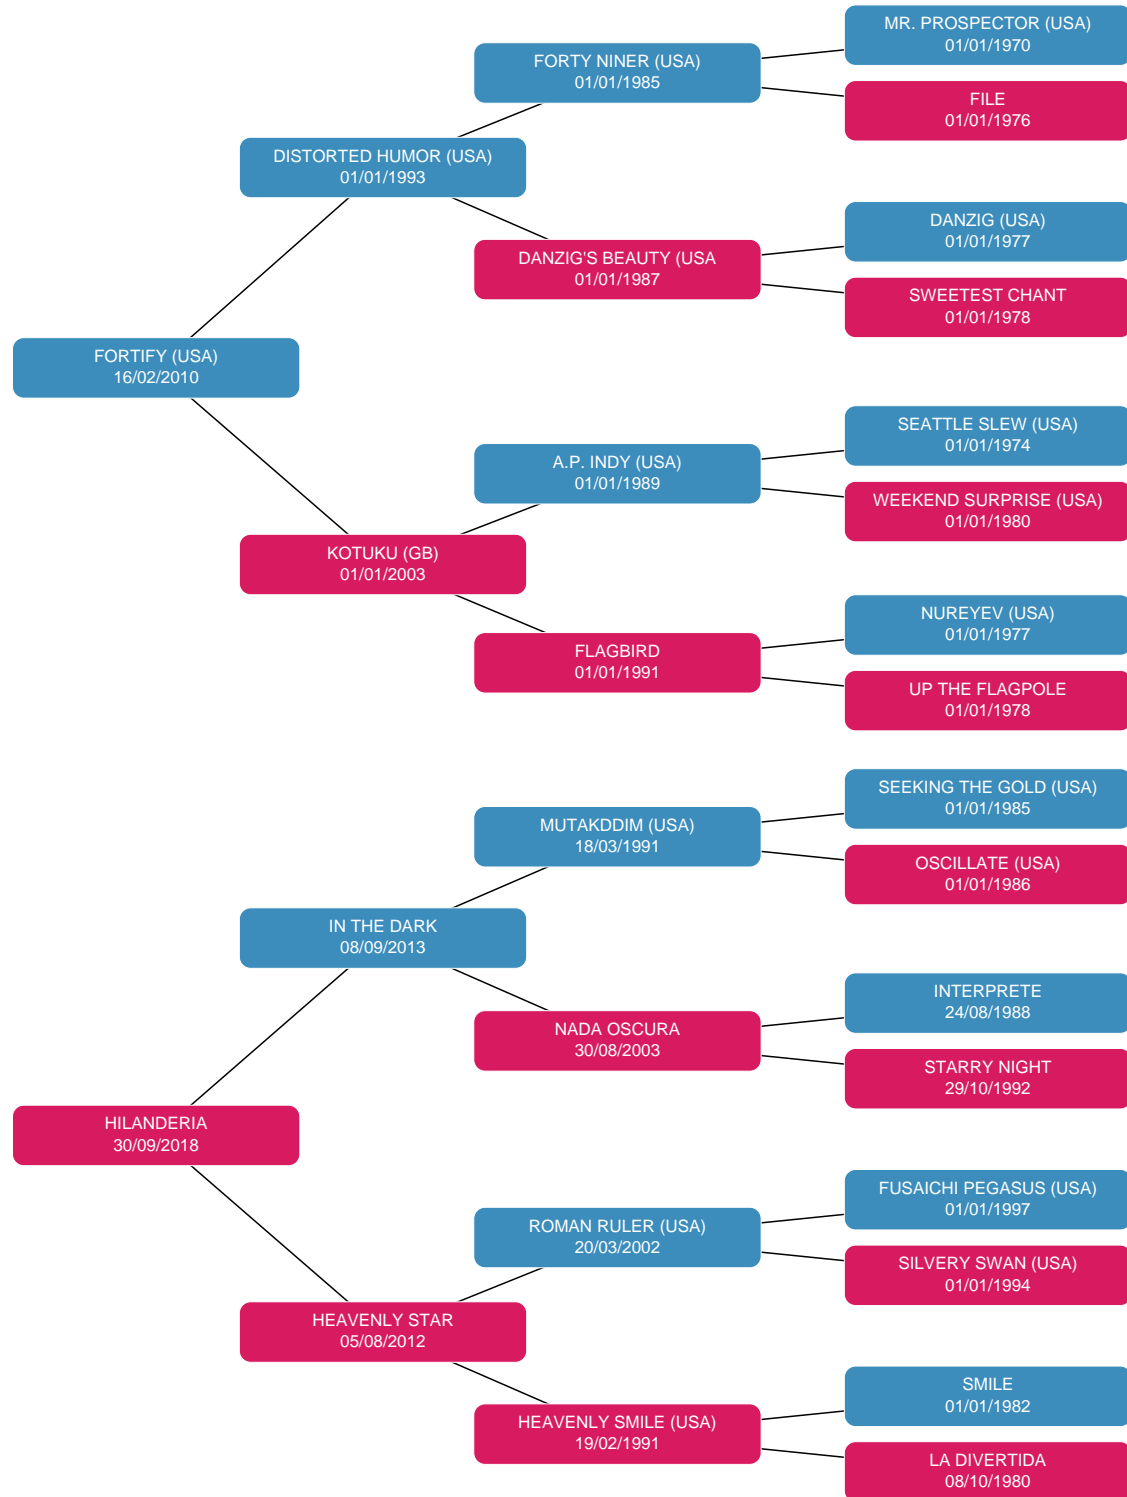 MR. PROSPECTOR (USA)
01/01/1970
FORTY NINER (USA)
01/01/1985
FILE
01/01/1976
DISTORTED HUMOR (USA)
01/01/1993
DANZIG (USA)
01/01/1977
DANZIG'S BEAUTY (USA
01/01/1987
SWEETEST CHANT
01/01/1978
FORTIFY (USA)
16/02/2010
SEATTLE SLEW (USA)
01/01/1974
A.P. INDY (USA)
01/01/1989
WEEKEND SURPRISE (USA)
01/01/1980
KOTUKU (GB)
01/01/2003
NUREYEV (USA)
01/01/1977
FLAGBIRD
01/01/1991
UP THE FLAGPOLE
01/01/1978
SEEKING THE GOLD (USA)
01/01/1985
MUTAKDDIM (USA)
18/03/1991
OSCILLATE (USA)
01/01/1986
IN THE DARK
08/09/2013
INTERPRETE
24/08/1988
NADA OSCURA
30/08/2003
STARRY NIGHT
29/10/1992
HILANDERIA
30/09/2018
FUSAICHI PEGASUS (USA)
01/01/1997
ROMAN RULER (USA)
20/03/2002
SILVERY SWAN (USA)
01/01/1994
HEAVENLY STAR
05/08/2012
SMILE
01/01/1982
HEAVENLY SMILE (USA)
19/02/1991
LA DIVERTIDA
08/10/1980